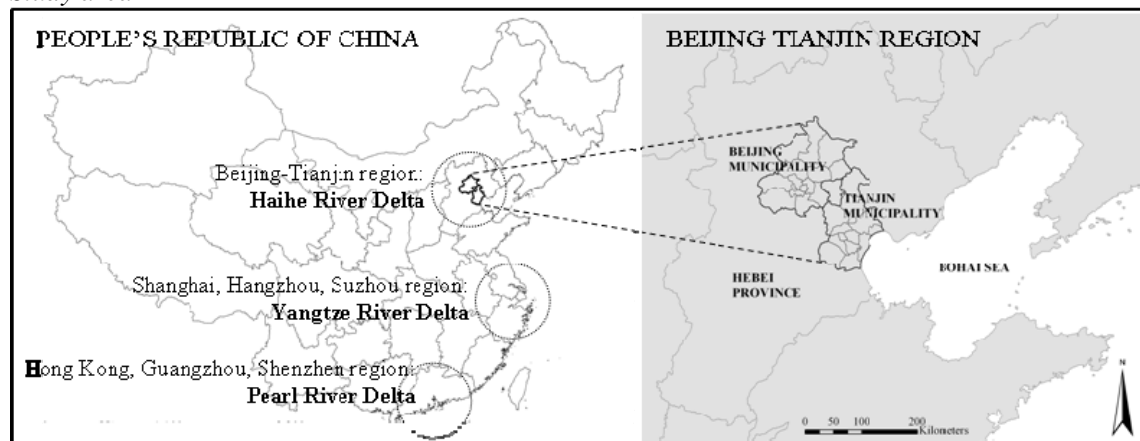 PEOPLE'S REPUBLIC OF CHINA
Beijing-Tianjin region:
Haihe River Delta
Shanghai, Hangzhou, Suzhou region:
Yangtze River Delta
Hong Kong, Guangzhou, Shenzhen region:
Pearl River Delta
BEIJING TIANJIN REGION
BEIJING
MUNICIPALITY
TIANJIN
MUNICIPALITY
HEBEI
PROVINCE
BOHAI SEA
N
0 50 100 200
Kilometers